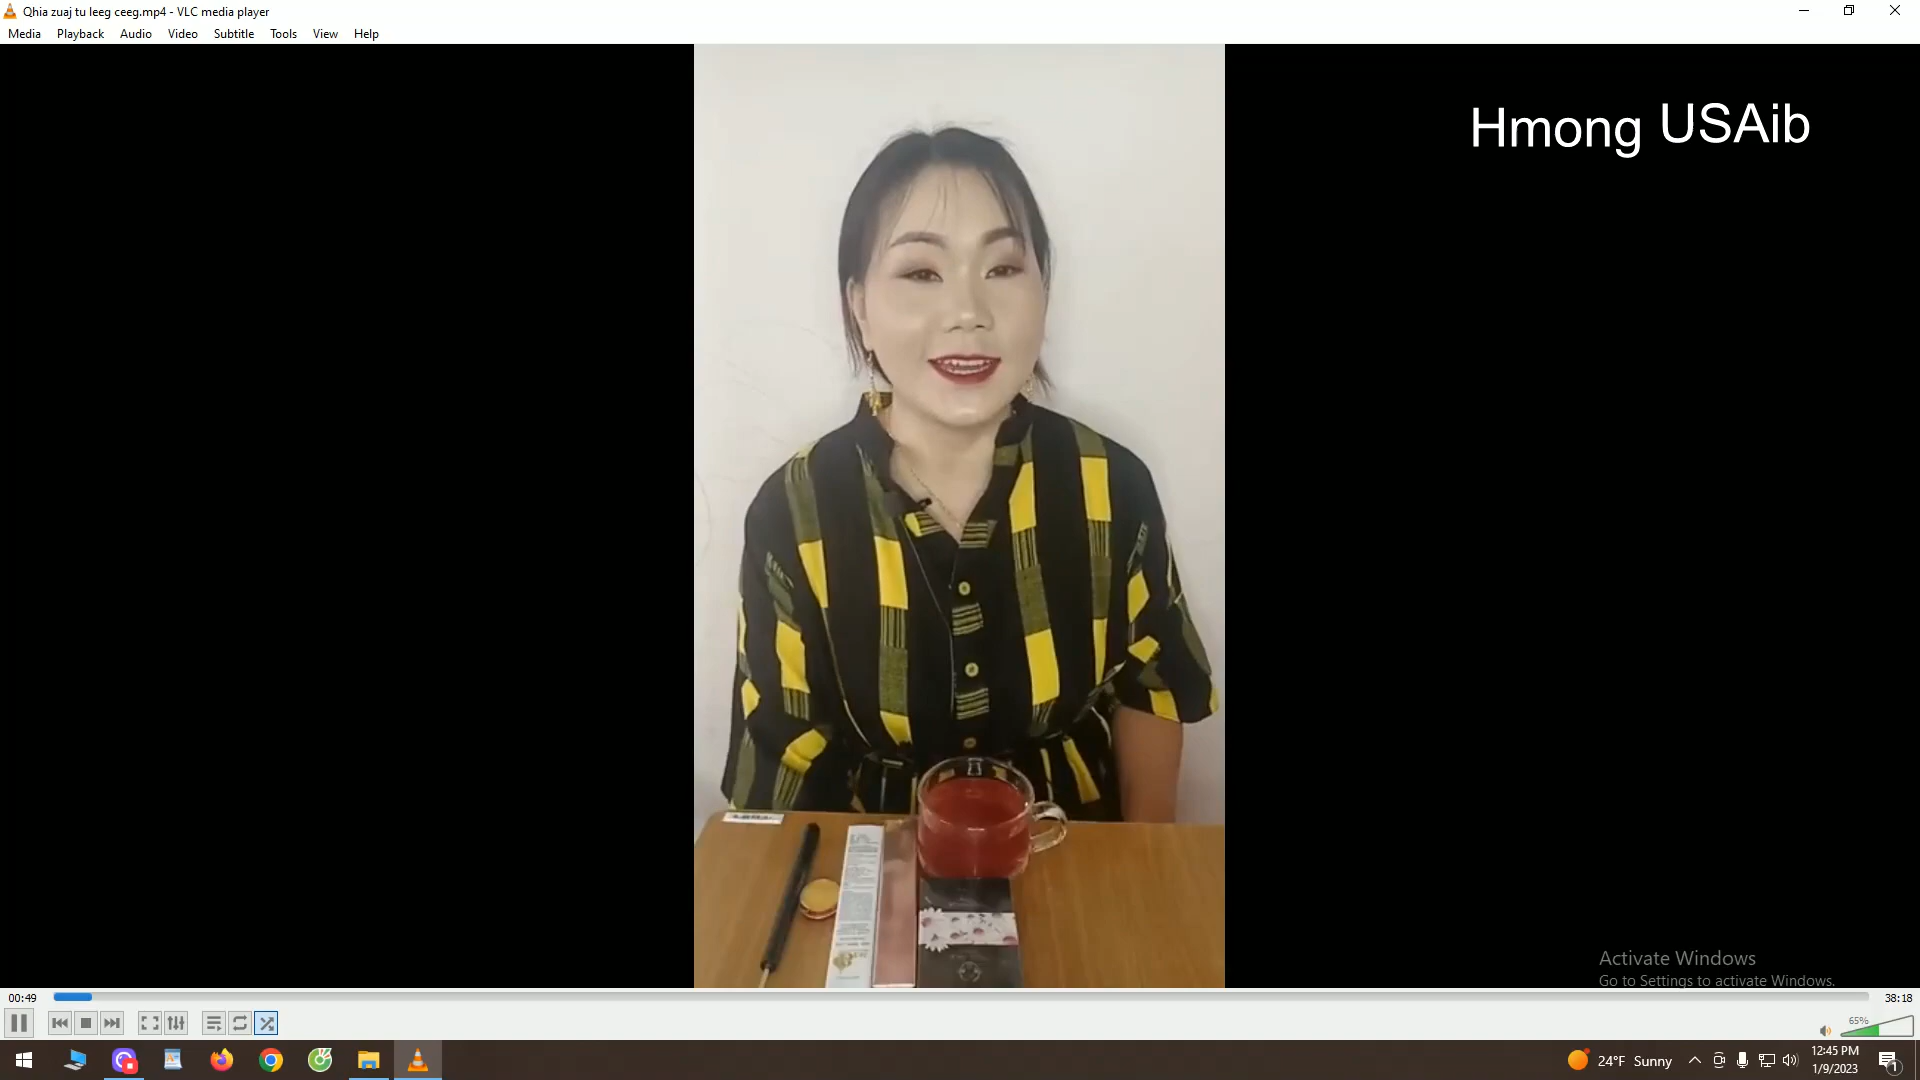 Qhia zuaj tu leeg ceeg.mp4 - VLC media player
Media Playback Audio Video Subtitle Tools View Help
Hmong USAib
Activate Windows
Go to Settings to activate Windows.
00:49
38:18
65%
24°F Sunny
12:45 PM
1/9/2023
1